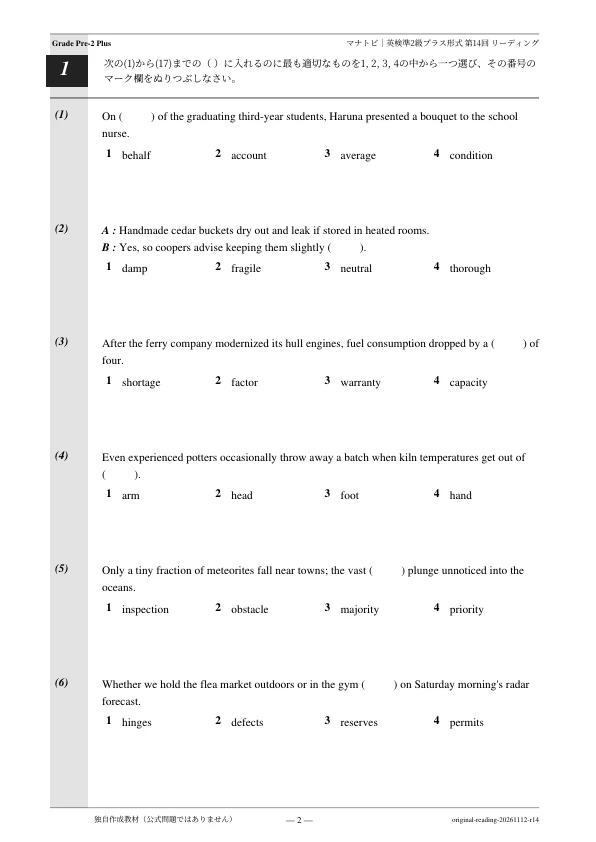 Grade Pre-2 Plus マナトビ｜英検準2級プラス形式 第14回 リーディング
1 次の(1)から(17)までの（ ）に入れるのに最も適切なものを1, 2, 3, 4の中から一つ選び、その番号の
マーク欄をぬりつぶしなさい。
(1) On ( ) of the graduating third-year students, Haruna presented a bouquet to the school
nurse.
1 behalf 2 account 3 average 4 condition
(2) A : Handmade cedar buckets dry out and leak if stored in heated rooms.
B : Yes, so coopers advise keeping them slightly ( ).
1 damp 2 fragile 3 neutral 4 thorough
(3) After the ferry company modernized its hull engines, fuel consumption dropped by a ( ) of
four.
1 shortage 2 factor 3 warranty 4 capacity
(4) Even experienced potters occasionally throw away a batch when kiln temperatures get out of
( ).
1 arm 2 head 3 foot 4 hand
(5) Only a tiny fraction of meteorites fall near towns; the vast ( ) plunge unnoticed into the
oceans.
1 inspection 2 obstacle 3 majority 4 priority
(6) Whether we hold the flea market outdoors or in the gym ( ) on Saturday morning's radar
forecast.
1 hinges 2 defects 3 reserves 4 permits
独自作成教材（公式問題ではありません） — 2 — original-reading-20261112-r14